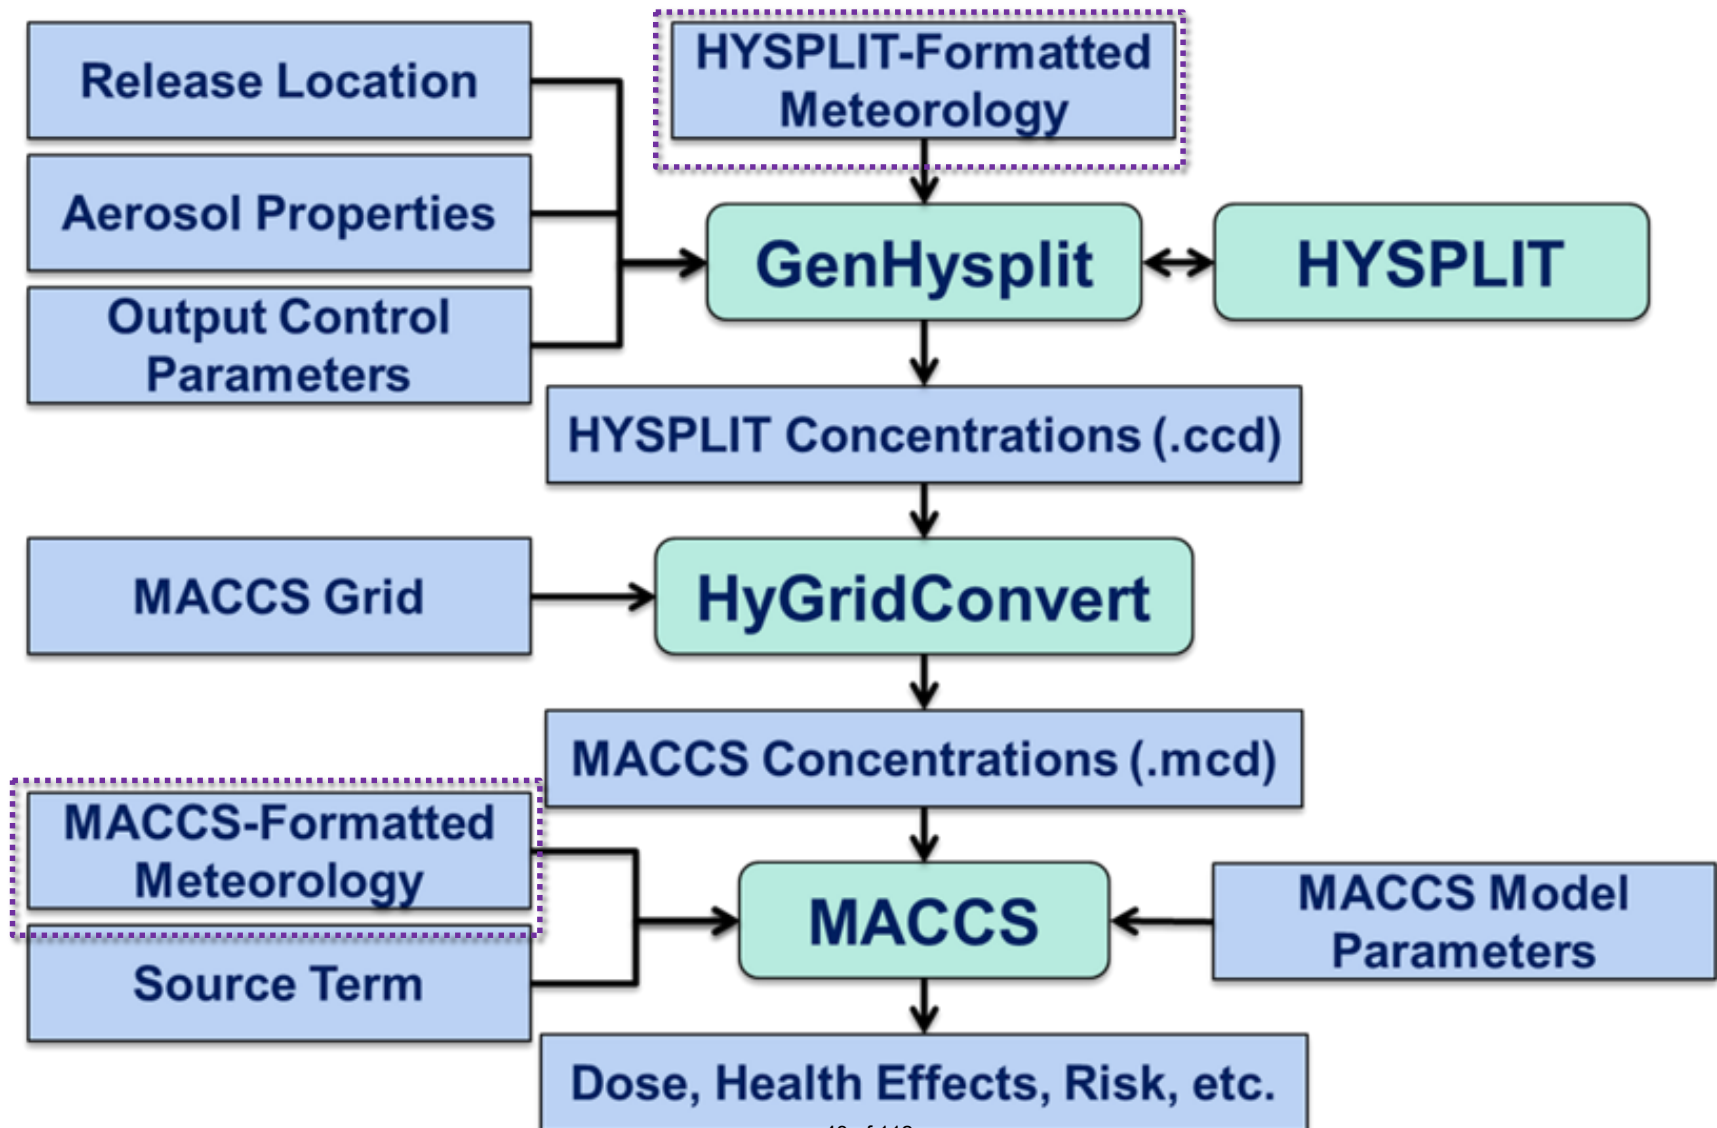 Release Location
HYSPLIT-Formatted
Meteorology
Aerosol Properties
Output Control
Parameters
GenHysplit
HYSPLIT
HYSPLIT Concentrations (.ccd)
MACCS Grid
HyGridConvert
MACCS Concentrations (.mcd)
MACCS-Formatted
Meteorology
Source Term
MACCS
MACCS Model
Parameters
Dose, Health Effects, Risk, etc.